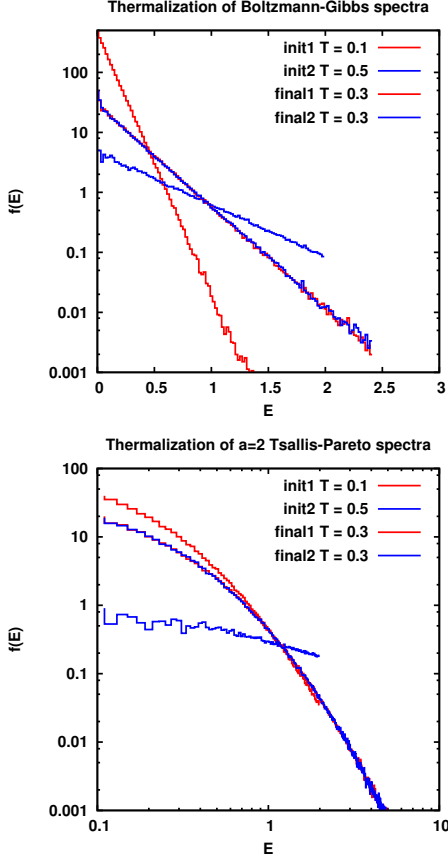 Thermalization of Boltzmann-Gibbs spectra
init1 T = 0.1
init2 T = 0.5
final1 T = 0.3
final2 T = 0.3
100
10
1
0.1
0.01
0.001
f(E)
0 0.5 1 1.5 2 2.5 3
E
Thermalization of a=2 Tsallis-Pareto spectra
init1 T = 0.1
init2 T = 0.5
final1 T = 0.3
final2 T = 0.3
100
10
1
0.1
0.01
0.001
f(E)
0.1 1 10
E